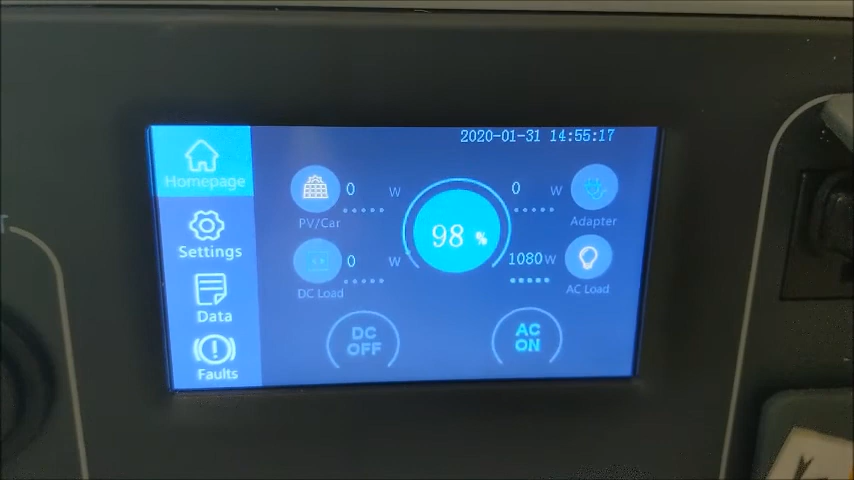 2020-01-31 14:55:17
Homepage
Settings
Data
Faults
0 W
PV/Car
0 W
Adapter
98 %
0 W
DC Load
1080W
AC Load
DC
OFF
AC
ON